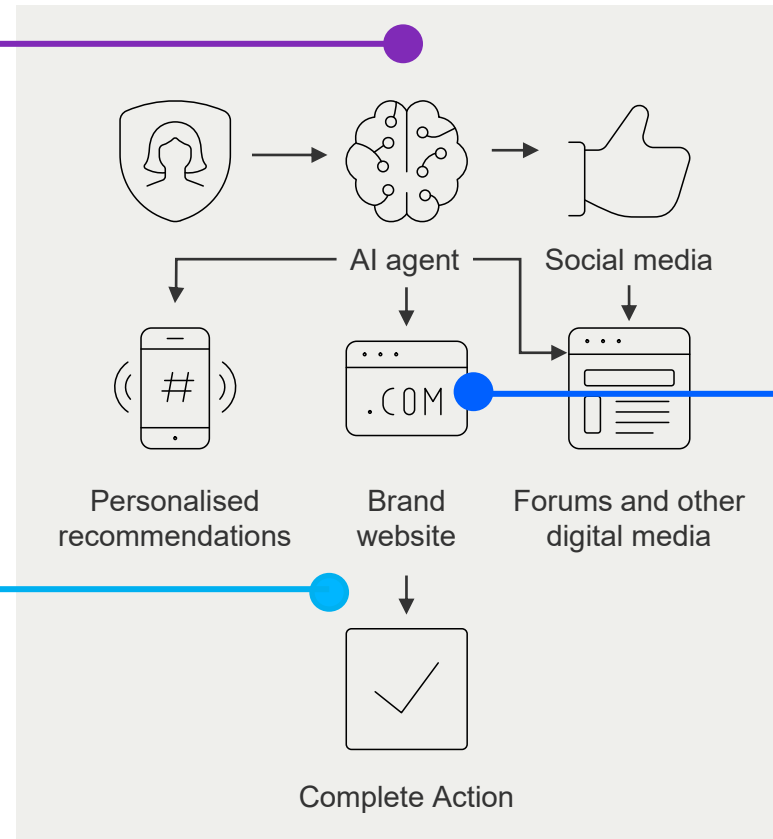 AI agent
Social media
#
.COM
Personalised
recommendations
Brand
website
Forums and other
digital media
Complete Action